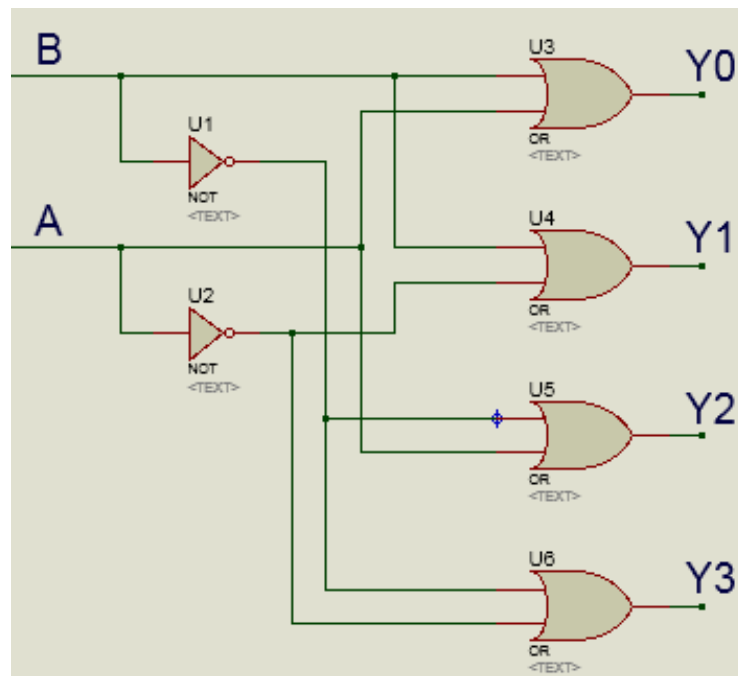 B
U1
NOT
<TEXT>
A
U2
NOT
<TEXT>
U3
OR
<TEXT>
Y0
U4
OR
<TEXT>
Y1
U5
OR
<TEXT>
Y2
U6
OR
<TEXT>
Y3